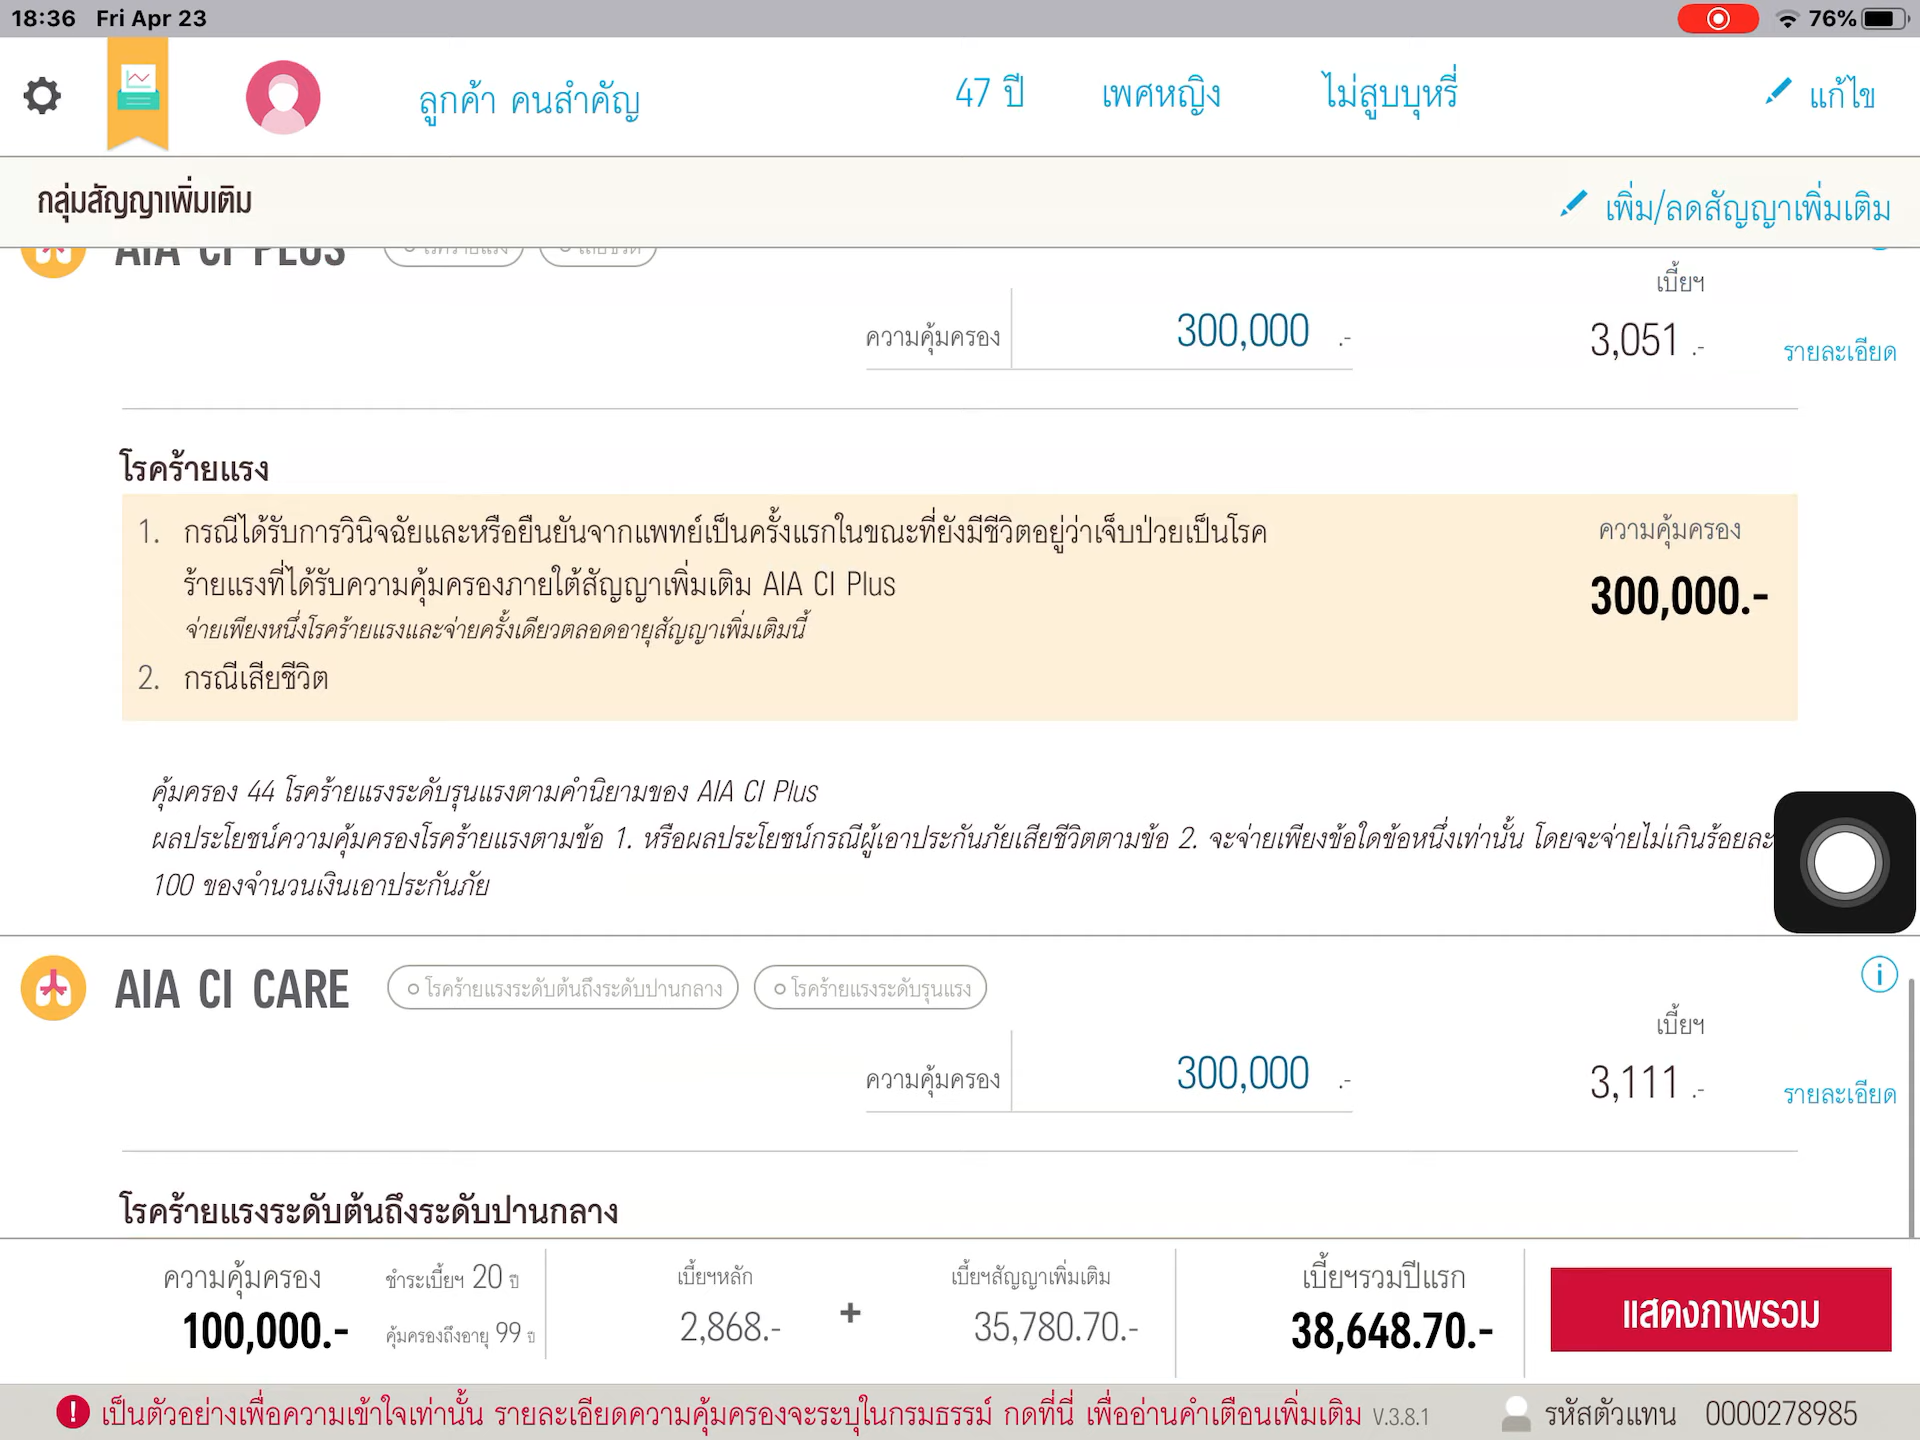 18:36 Fri Apr 23 76%
ลูกค้า คนสำคัญ 47 ปี เพศหญิง ไม่สูบบุหรี่ แก้ไข
กลุ่มสัญญาเพิ่มเติม เพิ่ม/ลดสัญญาเพิ่มเติม
AIA CI PLUS โรคร้ายแรง เสียชีวิต
เบี้ยฯ
ความคุ้มครอง 300,000 .- 3,051 .- รายละเอียด
โรคร้ายแรง
1. กรณีได้รับการวินิจฉัยและหรือยืนยันจากแพทย์เป็นครั้งแรกในขณะที่ยังมีชีวิตอยู่ว่าเจ็บป่วยเป็นโรค
ร้ายแรงที่ได้รับความคุ้มครองภายใต้สัญญาเพิ่มเติม AIA CI Plus
จ่ายเพียงหนึ่งโรคร้ายแรงและจ่ายครั้งเดียวตลอดอายุสัญญาเพิ่มเติมนี้
2. กรณีเสียชีวิต
ความคุ้มครอง
300,000.-
คุ้มครอง 44 โรคร้ายแรงระดับรุนแรงตามคำนิยามของ AIA CI Plus
ผลประโยชน์ความคุ้มครองโรคร้ายแรงตามข้อ 1. หรือผลประโยชน์กรณีผู้เอาประกันภัยเสียชีวิตตามข้อ 2. จะจ่ายเพียงข้อใดข้อหนึ่งเท่านั้น โดยจะจ่ายไม่เกินร้อยละ
100 ของจำนวนเงินเอาประกันภัย
AIA CI CARE โรคร้ายแรงระดับต้นถึงระดับปานกลาง โรคร้ายแรงระดับรุนแรง
เบี้ยฯ
ความคุ้มครอง 300,000 .- 3,111 .- รายละเอียด
โรคร้ายแรงระดับต้นถึงระดับปานกลาง
ความคุ้มครอง ชำระเบี้ยฯ 20 ปี เบี้ยฯหลัก เบี้ยฯสัญญาเพิ่มเติม เบี้ยฯรวมปีแรก
100,000.- คุ้มครองถึงอายุ 99 ปี 2,868.- + 35,780.70.- 38,648.70.- แสดงภาพรวม
เป็นตัวอย่างเพื่อความเข้าใจเท่านั้น รายละเอียดความคุ้มครองจะระบุในกรมธรรม์ กดที่นี่ เพื่ออ่านคำเตือนเพิ่มเติม V.3.8.1 รหัสตัวแทน 0000278985